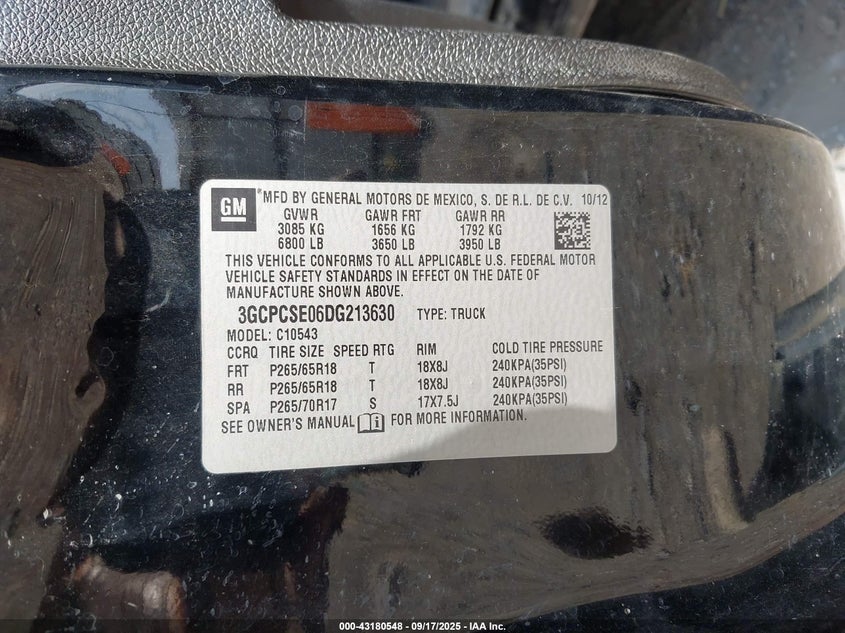 GM
*MFD BY GENERAL MOTORS DE MEXICO, S. DE R.L. DE C.V. 10/12
GVWR GAWR FRT GAWR RR
3085 KG 1656 KG 1792 KG
6800 LB 3650 LB 3950 LB
THIS VEHICLE CONFORMS TO ALL APPLICABLE U.S. FEDERAL MOTOR
VEHICLE SAFETY STANDARDS IN EFFECT ON THE DATE OF
MANUFACTURE SHOWN ABOVE.
3GCPCSE06DG213630 TYPE: TRUCK
MODEL: C10543
CCRQ TIRE SIZE SPEED RTG RIM COLD TIRE PRESSURE
FRT P265/65R18 T 18X8J 240KPA(35PSI)
RR P265/65R18 T 18X8J 240KPA(35PSI)
SPA P265/70R17 S 17X7.5J 240KPA(35PSI)
SEE OWNER'S MANUAL i FOR MORE INFORMATION.
000-43180548 - 09/17/2025 - IAA Inc.